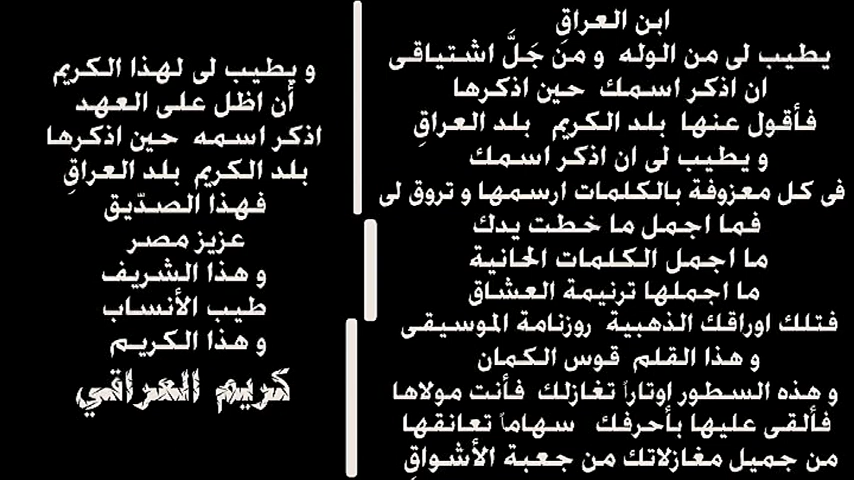 ابن العراقِ
يطيب لى من الوله و من جَلَّ اشتياقى
ان اذكر اسمك حين اذكرها
فأقول عنها بلد الكريم بلد العراقِ
و يطيب لى ان اذكر اسمك
فى كل معزوفة بالكلمات ارسمها و تروق لى
فما اجمل ما خطت يدك
ما اجمل الكلمات الحانية
ما اجملها ترنيمة العشاق
فتلك اوراقك الذهبية روزنامة الموسيقى
و هذا القلم قوس الكمان
و هذه السطور اوتاراً تغازلك فأنت مولاها
فألقى عليها بأحرفك سهاماً تعانقها
من جميل مغازلاتك من جعبة الأشواقِ
و يطيب لى لهذا الكريم
أن اظل على العهد
اذكر اسمه حين اذكرها
بلد الكريم بلد العراقِ
فهذا الصدّيق
عزيز مصر
و هذا الشريف
طيب الأنساب
و هذا الكريم
كريم العراقي